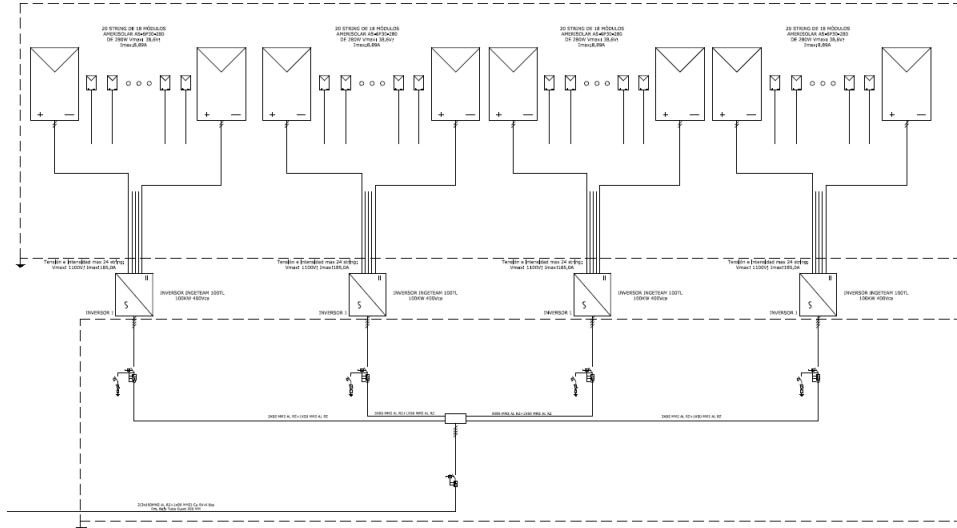 20 STRING DE 18 MÓDULOS
AMERISOLAR AS-6P30-280
DE 280W Vmax: 38,6V;
Imax:8,89A
20 STRING DE 18 MÓDULOS
AMERISOLAR AS-6P30-280
DE 280W Vmax: 38,6V;
Imax:8,89A
20 STRING DE 18 MÓDULOS
AMERISOLAR AS-6P30-280
DE 280W Vmax: 38,6V;
Imax:8,89A
20 STRING DE 18 MÓDULOS
AMERISOLAR AS-6P30-280
DE 280W Vmax: 38,6V;
Imax:8,89A
+ —
+ —
+ —
+ —
+ —
+ —
+ —
+ —
Tensión e Intensidad max 24 string:
Vmax: 1100V; Imax:185,0A
Tensión e Intensidad max 24 string:
Vmax: 1100V; Imax:185,0A
Tensión e Intensidad max 24 string:
Vmax: 1100V; Imax:185,0A
Tensión e Intensidad max 24 string:
Vmax: 1100V; Imax:185,0A
S
INVERSOR INGETEAM 100TL
100KW 400Vca
INVERSOR 1
S
INVERSOR INGETEAM 100TL
100KW 400Vca
INVERSOR 1
S
INVERSOR INGETEAM 100TL
100KW 400Vca
INVERSOR 1
S
INVERSOR INGETEAM 100TL
100KW 400Vca
INVERSOR 1